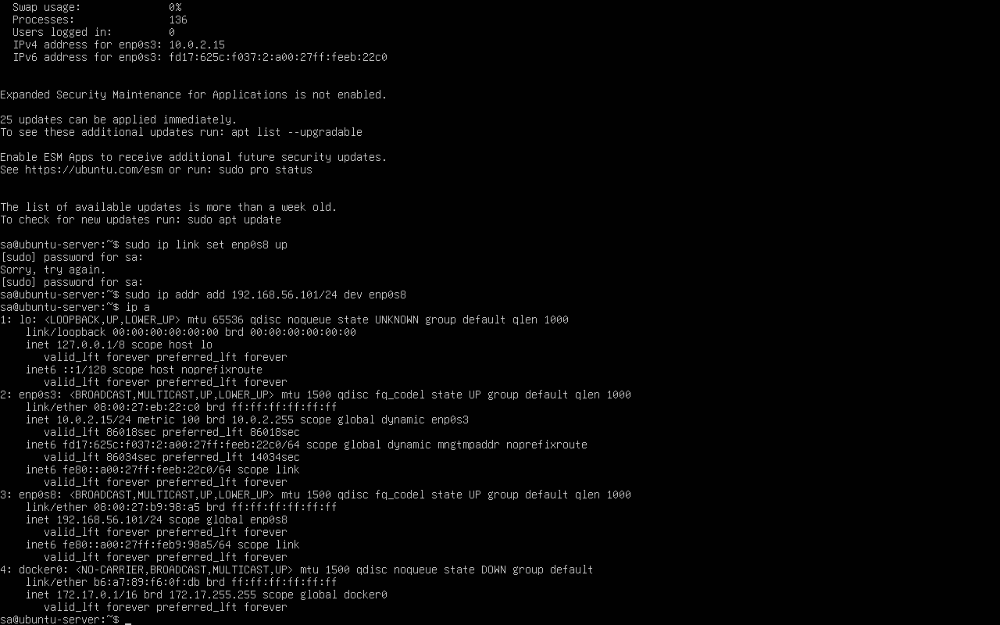 Swap usage:              0%
  Processes:               136
  Users logged in:         0
  IPv4 address for enp0s3: 10.0.2.15
  IPv6 address for enp0s3: fd17:625c:f037:2:a00:27ff:feeb:22c0
Expanded Security Maintenance for Applications is not enabled.
25 updates can be applied immediately.
To see these additional updates run: apt list --upgradable
Enable ESM Apps to receive additional future security updates.
See https://ubuntu.com/esm or run: sudo pro status
The list of available updates is more than a week old.
To check for new updates run: sudo apt update
sa@ubuntu-server:~$ sudo ip link set enp0s8 up
[sudo] password for sa:
Sorry, try again.
[sudo] password for sa:
sa@ubuntu-server:~$ sudo ip addr add 192.168.56.101/24 dev enp0s8
sa@ubuntu-server:~$ ip a
1: lo: <LOOPBACK,UP,LOWER_UP> mtu 65536 qdisc noqueue state UNKNOWN group default qlen 1000
    link/loopback 00:00:00:00:00:00 brd 00:00:00:00:00:00
    inet 127.0.0.1/8 scope host lo
       valid_lft forever preferred_lft forever
    inet6 ::1/128 scope host noprefixroute
       valid_lft forever preferred_lft forever
2: enp0s3: <BROADCAST,MULTICAST,UP,LOWER_UP> mtu 1500 qdisc fq_codel state UP group default qlen 1000
    link/ether 08:00:27:eb:22:c0 brd ff:ff:ff:ff:ff:ff
    inet 10.0.2.15/24 metric 100 brd 10.0.2.255 scope global dynamic enp0s3
       valid_lft 86018sec preferred_lft 86018sec
    inet6 fd17:625c:f037:2:a00:27ff:feeb:22c0/64 scope global dynamic mngtmpaddr noprefixroute
       valid_lft 86034sec preferred_lft 14034sec
    inet6 fe80::a00:27ff:feeb:22c0/64 scope link
       valid_lft forever preferred_lft forever
3: enp0s8: <BROADCAST,MULTICAST,UP,LOWER_UP> mtu 1500 qdisc fq_codel state UP group default qlen 1000
    link/ether 08:00:27:b9:98:a5 brd ff:ff:ff:ff:ff:ff
    inet 192.168.56.101/24 scope global enp0s8
       valid_lft forever preferred_lft forever
    inet6 fe80::a00:27ff:feb9:98a5/64 scope link
       valid_lft forever preferred_lft forever
4: docker0: <NO-CARRIER,BROADCAST,MULTICAST,UP> mtu 1500 qdisc noqueue state DOWN group default
    link/ether b6:a7:89:f6:0f:db brd ff:ff:ff:ff:ff:ff
    inet 172.17.0.1/16 brd 172.17.255.255 scope global docker0
       valid_lft forever preferred_lft forever
sa@ubuntu-server:~$ _